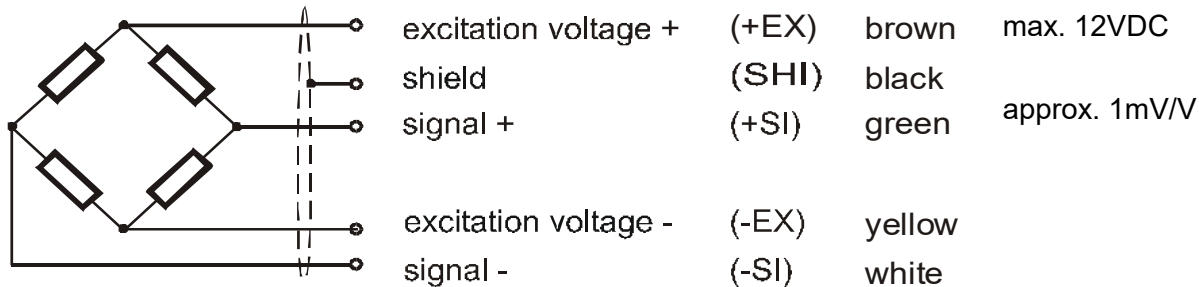 excitation voltage + (+EX) brown max. 12VDC
shield (SHI) black
signal + (+SI) green approx. 1mV/V
excitation voltage - (-EX) yellow
signal - (-SI) white